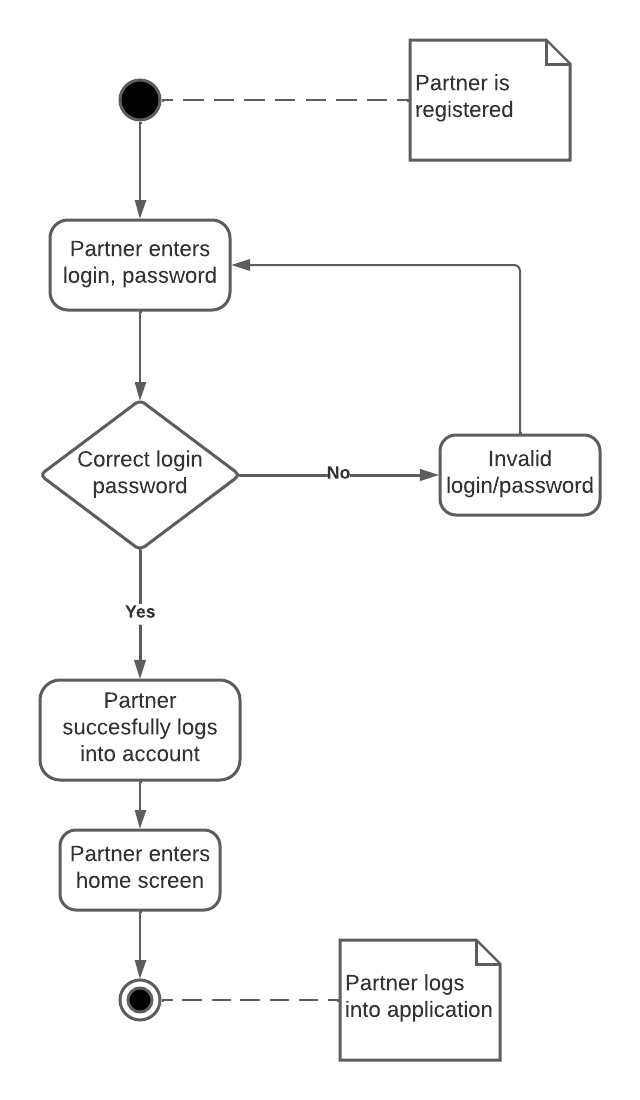 Partner is
registered
Partner enters
login, password
Correct login
password
No
Invalid
login/password
Yes
Partner
succesfully logs
into account
Partner enters
home screen
Partner logs
into application